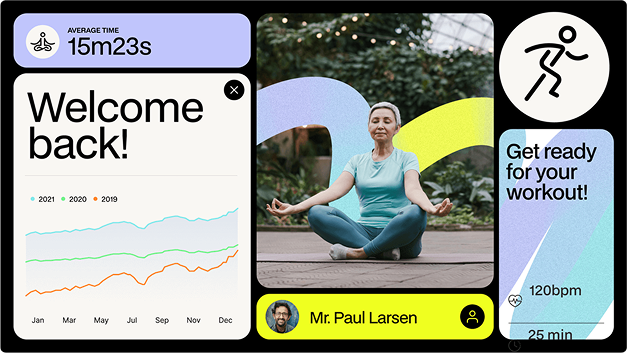 AVERAGE TIME
15m23s
Welcome
back!
2021
2020
2019
Jan
Mar
May
Jul
Sep
Nov
Dec
Mr. Paul Larsen
Get ready
for your
workout!
120bpm
25 min